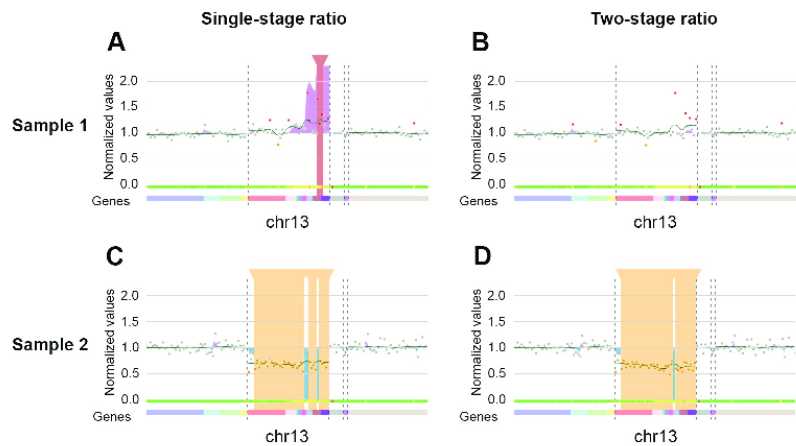 Single-stage ratio
Two-stage ratio
A
B
Sample 1
Normalized values
2.0
1.5
1.0
0.5
0.0
Genes
chr13
Normalized values
2.0
1.5
1.0
0.5
0.0
Genes
chr13
C
D
Sample 2
Normalized values
2.0
1.5
1.0
0.5
0.0
Genes
chr13
Normalized values
2.0
1.5
1.0
0.5
0.0
Genes
chr13